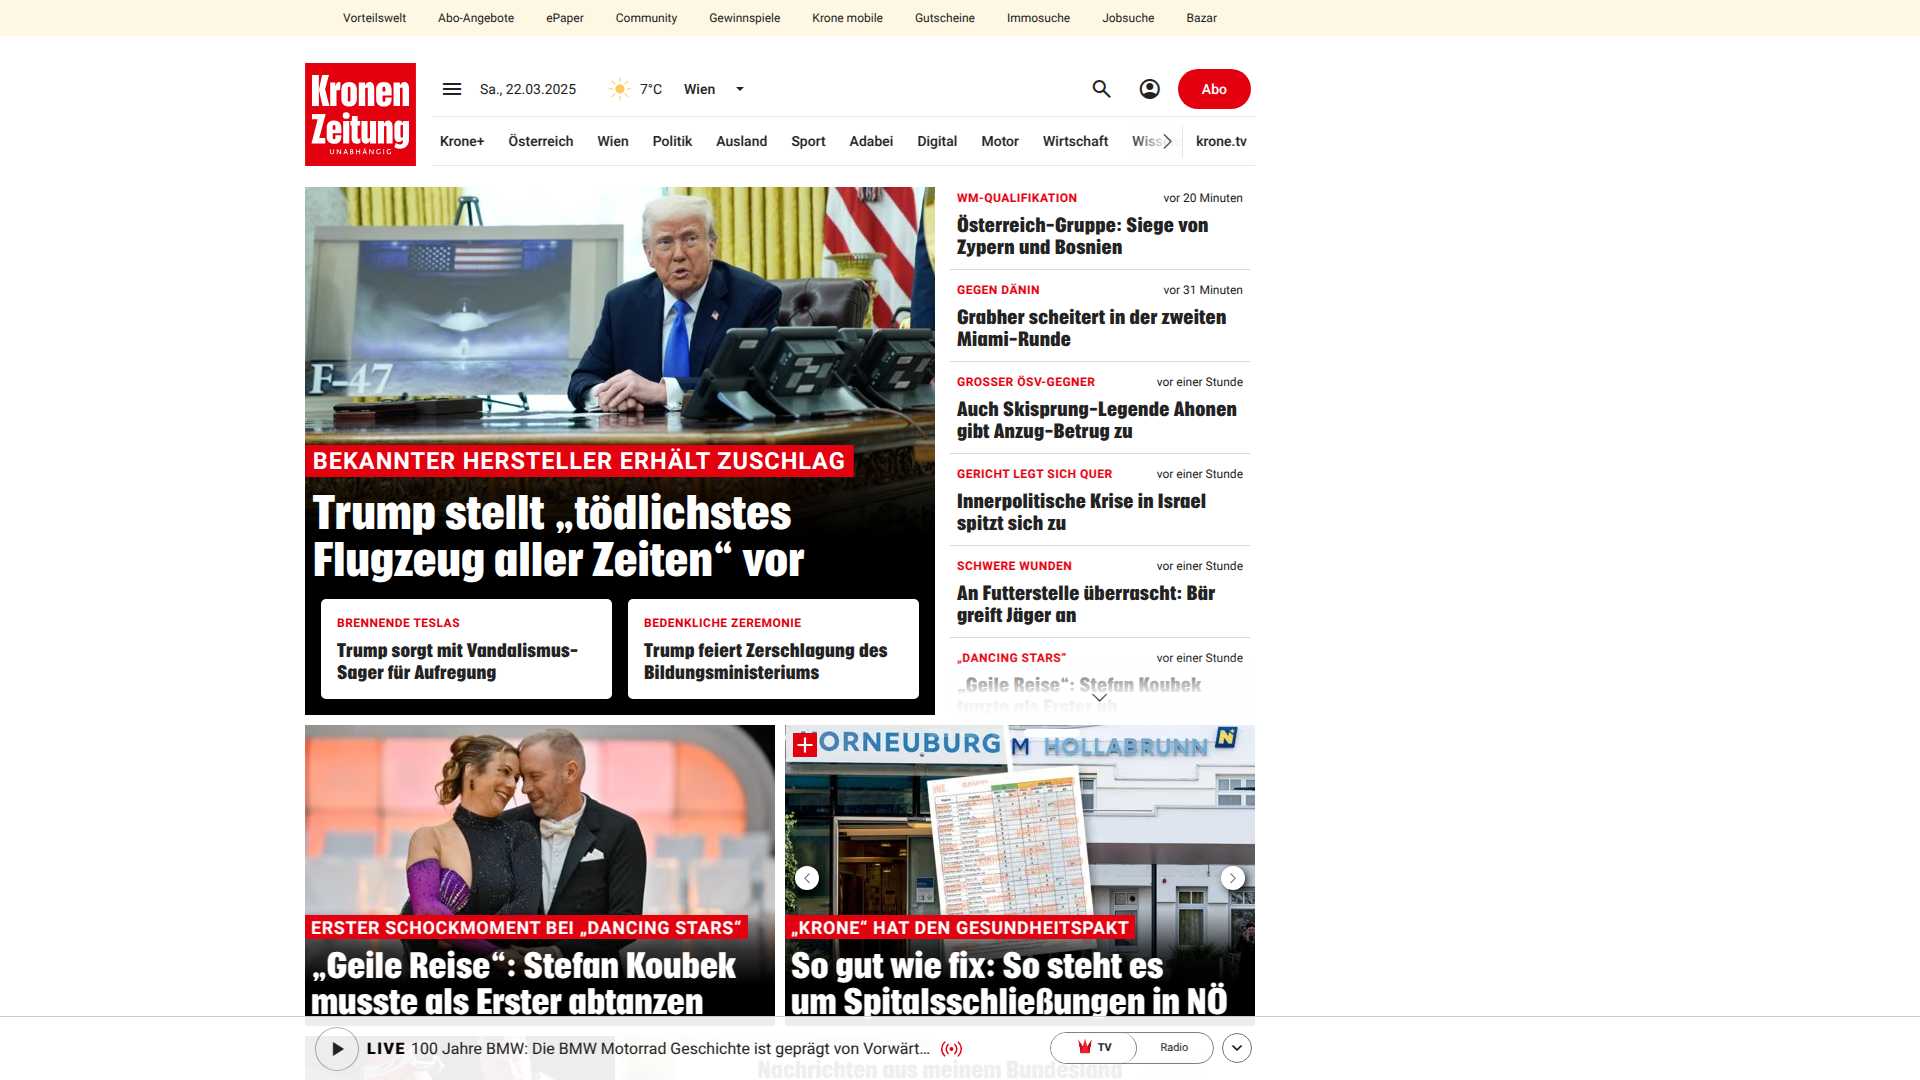 Vorteilswelt Abo-Angebote ePaper Community Gewinnspiele Krone mobile Gutscheine Immosuche Jobsuche Bazar
Kronen
Zeitung
UNABHÄNGIG
Sa., 22.03.2025 7°C Wien Abo
Krone+ Österreich Wien Politik Ausland Sport Adabei Digital Motor Wirtschaft krone.tv
F-47
BEKANNTER HERSTELLER ERHÄLT ZUSCHLAG
Trump stellt „tödlichstes
Flugzeug aller Zeiten“ vor
BRENNENDE TESLAS
Trump sorgt mit Vandalismus-
Sager für Aufregung
BEDENKLICHE ZEREMONIE
Trump feiert Zerschlagung des
Bildungsministeriums
WM-QUALIFIKATION vor 20 Minuten
Österreich-Gruppe: Siege von
Zypern und Bosnien
GEGEN DÄNIN vor 31 Minuten
Grabher scheitert in der zweiten
Miami-Runde
GROSSER ÖSV-GEGNER vor einer Stunde
Auch Skisprung-Legende Ahonen
gibt Anzug-Betrug zu
GERICHT LEGT SICH QUER vor einer Stunde
Innerpolitische Krise in Israel
spitzt sich zu
SCHWERE WUNDEN vor einer Stunde
An Futterstelle überrascht: Bär
greift Jäger an
„DANCING STARS“ vor einer Stunde
„Geile Reise“: Stefan Koubek
tanzte als Erster ab
ERSTER SCHOCKMOMENT BEI „DANCING STARS“
„Geile Reise“: Stefan Koubek
musste als Erster abtanzen
ORNEUBURG M HOLLABRUNN N
„KRONE“ HAT DEN GESUNDHEITSPAKT
So gut wie fix: So steht es
um Spitalsschließungen in NÖ
LIVE 100 Jahre BMW: Die BMW Motorrad Geschichte ist geprägt von Vorwärt... TV Radio
Nachrichten aus meinem Bundesland